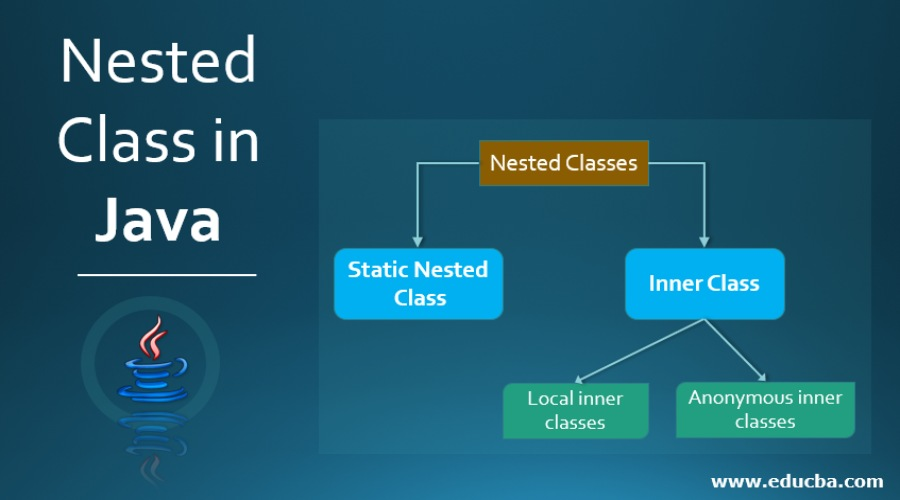 Nested
Class in
Java
Nested Classes
Static Nested
Class
Inner Class
Local inner
classes
Anonymous inner
classes
www.educba.com